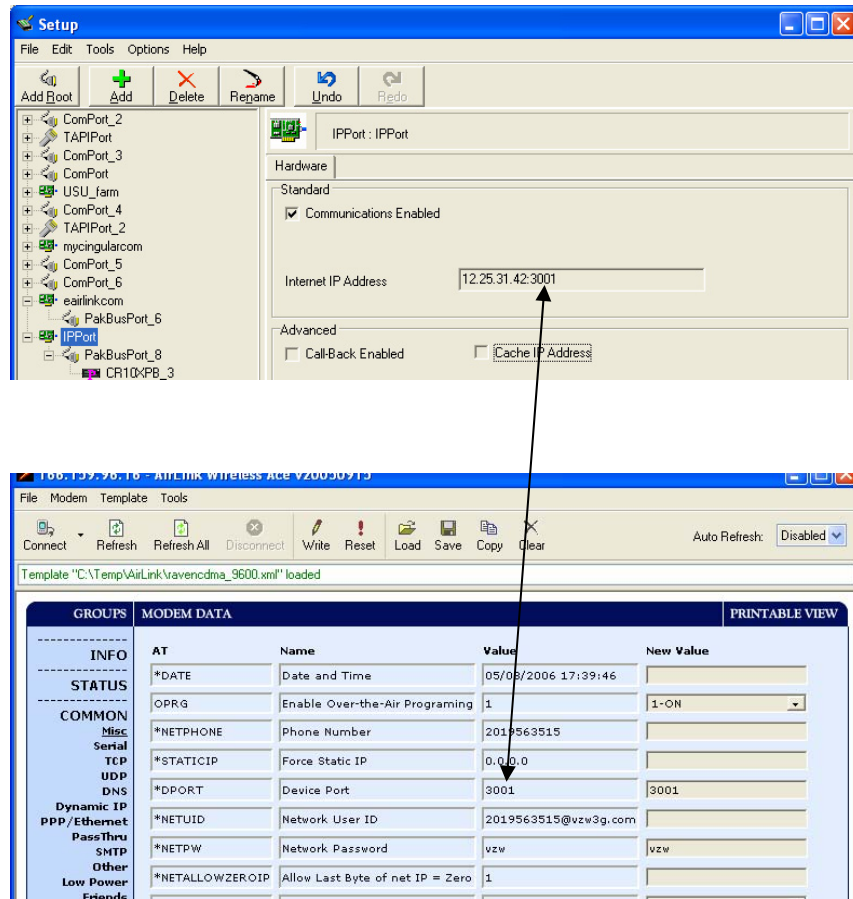 Setup
File Edit Tools Options Help
Add Root Add Delete Rename Undo Redo
ComPort_2
TAPIPort
ComPort_3
ComPort
USU_farm
ComPort_4
TAPIPort_2
mycingularcom
ComPort_5
ComPort_6
eairlinkcom
PakBusPort_6
IPPort
PakBusPort_8
CR10XPB_3
IPPort : IPPort
Hardware
Standard
Communications Enabled
Internet IP Address 12.25.31.42:3001
Advanced
Call-Back Enabled Cache IP Address
166.159.96.16 - AirLink Wireless Ace v20050915
File Modem Template Tools
Connect Refresh Refresh All Disconnect Write Reset Load Save Copy Clear Auto Refresh: Disabled
Template "C:\Temp\AirLink\ravencdma_9600.xml" loaded
GROUPS MODEM DATA PRINTABLE VIEW
INFO
STATUS
COMMON
Misc
Serial
TCP
UDP
DNS
Dynamic IP
PPP/Ethernet
PassThru
SMTP
Other
Low Power
Friends
AT Name Value New Value
*DATE Date and Time 05/08/2006 17:39:46
OPRG Enable Over-the-Air Programing 1 1-ON
*NETPHONE Phone Number 2019563515
*STATICIP Force Static IP 0.0.0.0
*DPORT Device Port 3001 3001
*NETUID Network User ID 2019563515@vzw3g.com
*NETPW Network Password vzw vzw
*NETALLOWZEROIP Allow Last Byte of net IP = Zero 1